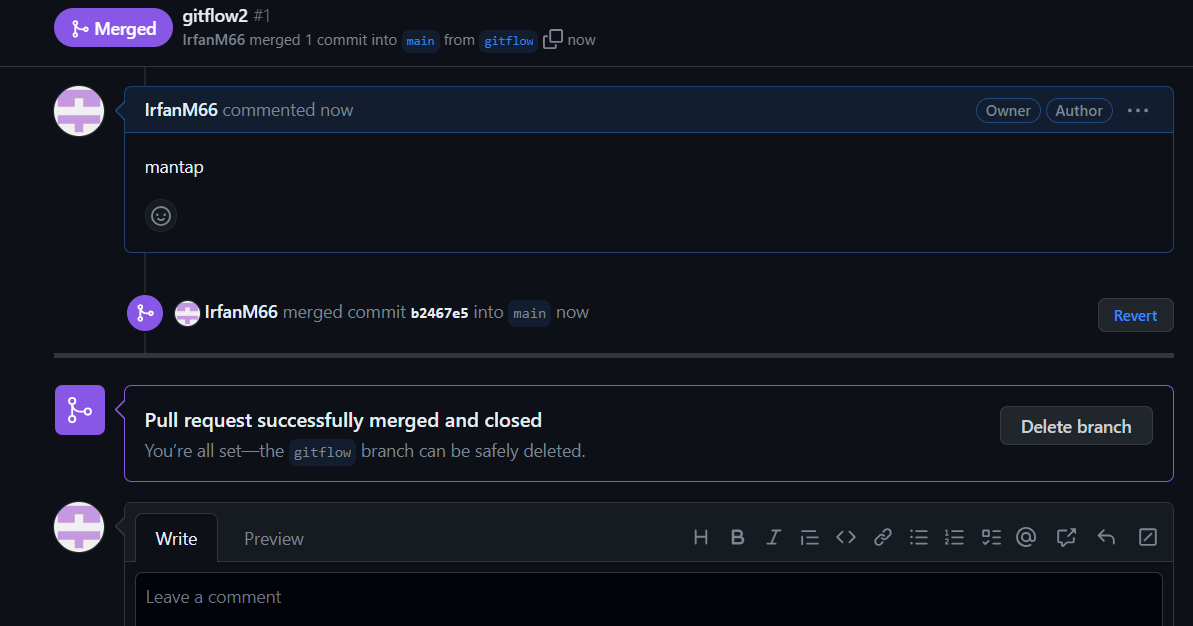 Merged
gitflow2 #1
IrfanM66 merged 1 commit into main from gitflow now
IrfanM66 commented now
Owner
Author
mantap
IrfanM66 merged commit b2467e5 into main now
Revert
Pull request successfully merged and closed
You’re all set—the gitflow branch can be safely deleted.
Delete branch
Write
Preview
Leave a comment